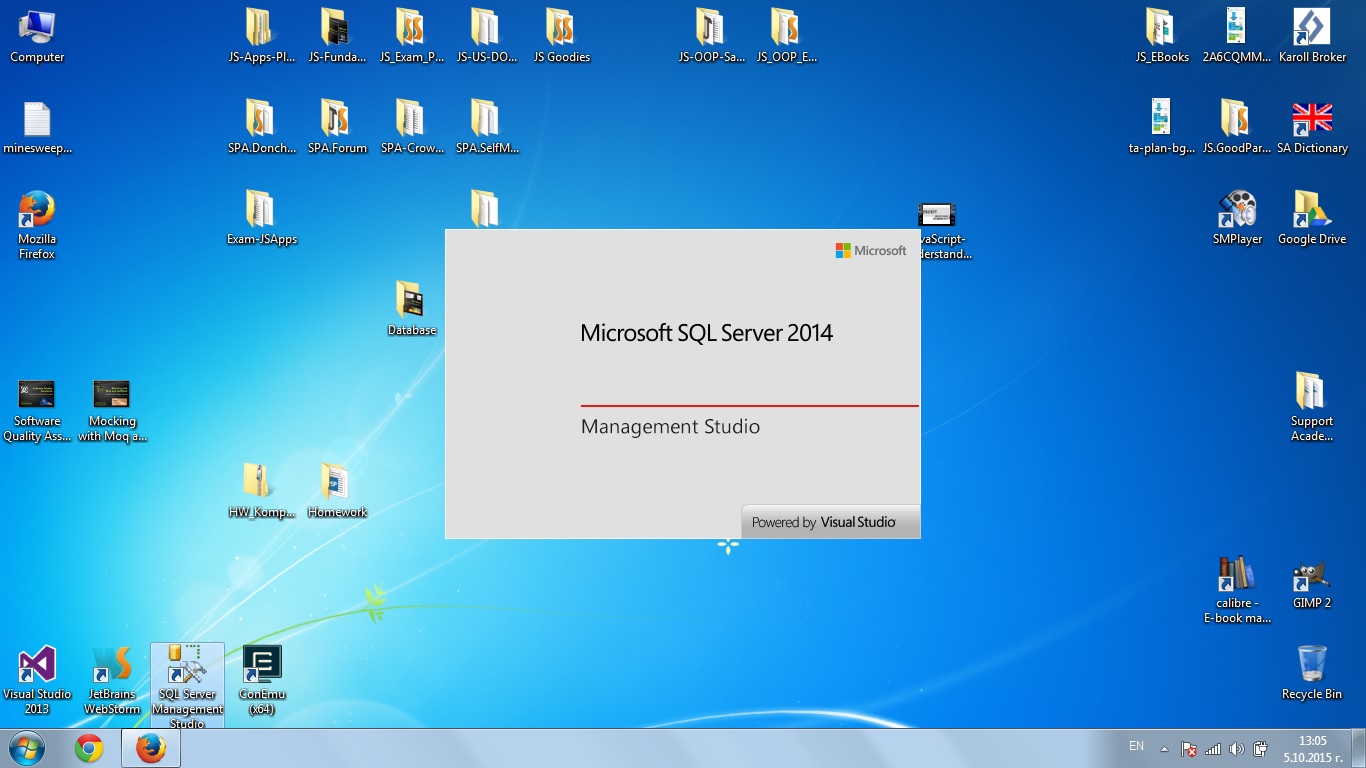 Computer
JS-Apps-Pl...
JS-Funda...
JS_Exam_P...
JS-US-DO...
JS Goodies
JS-OOP-Sa...
JS_OOP_E...
JS_EBooks
2A6CQMM...
Karoll Broker
minesweep...
SPA.Donch...
SPA.Forum
SPA-Crow...
SPA.SelfM...
ta-plan-bg...
JS.GoodPar...
SA Dictionary
Mozilla
Firefox
Exam-JSApps
vaScript-
derstand...
SMPlayer
Google Drive
Microsoft
Database
Microsoft SQL Server 2014
Management Studio
Powered by Visual Studio
Software
Quality Ass...
Mocking
with Moq a...
Support
Acade...
HW_Komp...
Homework
calibre -
E-book ma...
GIMP 2
Visual Studio
2013
JetBrains
WebStorm
SQL Server
Management
Studio
ConEmu
(x64)
Recycle Bin
EN
13:05
5.10.2015 г.